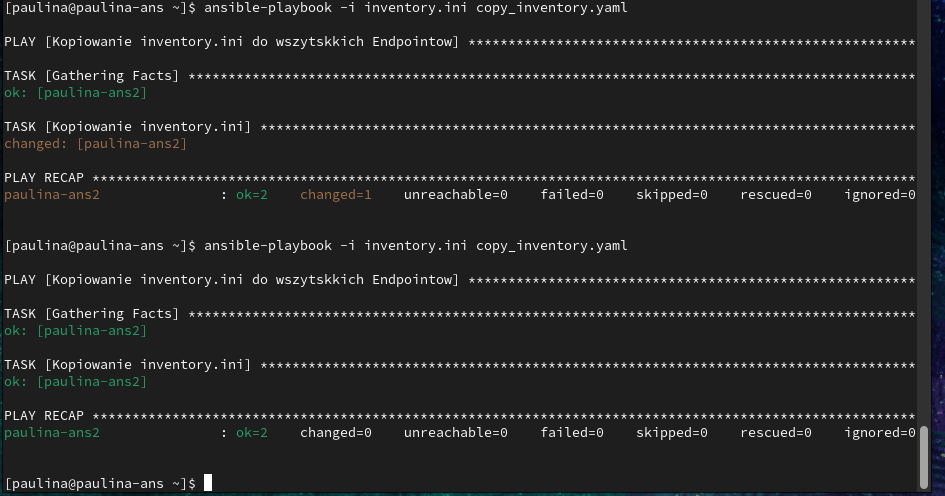 [paulina@paulina-ans ~]$ ansible-playbook -i inventory.ini copy_inventory.yaml
PLAY [Kopiowanie inventory.ini do wszytskkich Endpointow] ********************************************************
TASK [Gathering Facts] *******************************************************************************************
ok: [paulina-ans2]
TASK [Kopiowanie inventory.ini] **********************************************************************************
changed: [paulina-ans2]
PLAY RECAP *******************************************************************************************************
paulina-ans2               : ok=2    changed=1    unreachable=0    failed=0    skipped=0    rescued=0    ignored=0
[paulina@paulina-ans ~]$ ansible-playbook -i inventory.ini copy_inventory.yaml
PLAY [Kopiowanie inventory.ini do wszytskkich Endpointow] ********************************************************
TASK [Gathering Facts] *******************************************************************************************
ok: [paulina-ans2]
TASK [Kopiowanie inventory.ini] **********************************************************************************
ok: [paulina-ans2]
PLAY RECAP *******************************************************************************************************
paulina-ans2               : ok=2    changed=0    unreachable=0    failed=0    skipped=0    rescued=0    ignored=0
[paulina@paulina-ans ~]$